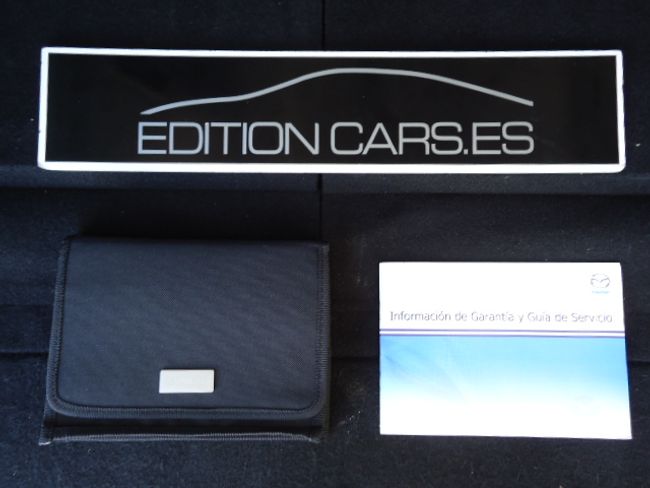 EDITION CARS.ES
Información de Garantía y Guía de Servicio